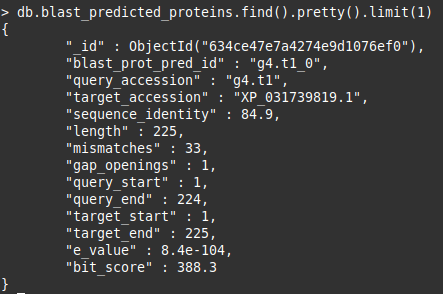 > db.blast_predicted_proteins.find().pretty().limit(1)
{
        "_id" : ObjectId("634ce47e7a4274e9d1076ef0"),
        "blast_prot_pred_id" : "g4.t1_0",
        "query_accession" : "g4.t1",
        "target_accession" : "XP_031739819.1",
        "sequence_identity" : 84.9,
        "length" : 225,
        "mismatches" : 33,
        "gap_openings" : 1,
        "query_start" : 1,
        "query_end" : 224,
        "target_start" : 1,
        "target_end" : 225,
        "e_value" : 8.4e-104,
        "bit_score" : 388.3
}